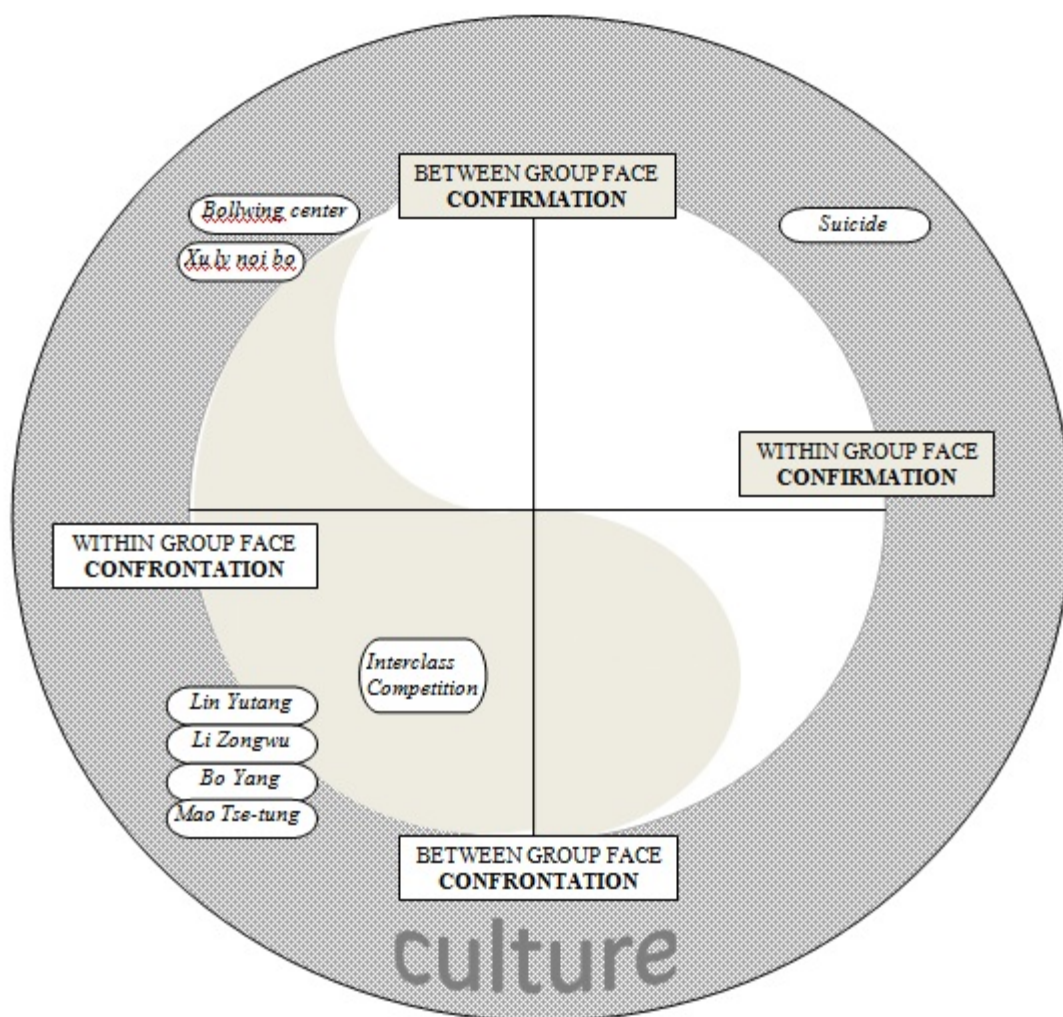 BETWEEN GROUP FACE
CONFIRMATION
Bollwing center
Suicide
Xu ly noi bo
WITHIN GROUP FACE
CONFIRMATION
WITHIN GROUP FACE
CONFRONTATION
Interclass
Competition
Lin Yutang
Li Zongwu
Bo Yang
Mao Tse-tung
BETWEEN GROUP FACE
CONFRONTATION
culture